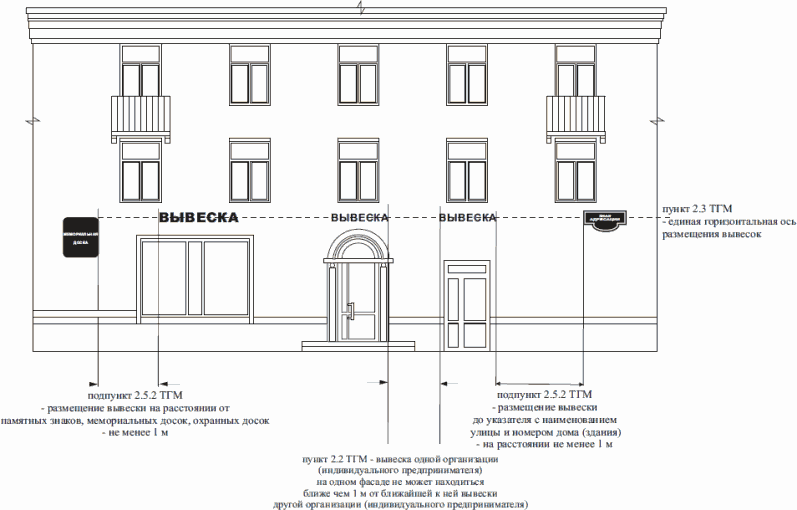 ВЫВЕСКА
ВЫВЕСКА
ВЫВЕСКА
МЕМОРИАЛЬНАЯ
ДОСКА
ЗНАК
АДРЕСАЦИИ
пункт 2.3 ТГМ
- единая горизонтальная ось
размещения вывесок
подпункт 2.5.2 ТГМ
- размещение вывески на расстоянии от
памятных знаков, мемориальных досок, охранных досок
- не менее 1 м
подпункт 2.5.2 ТГМ
- размещение вывески
до указателя с наименованием
улицы и номером дома (здания)
- на расстоянии не менее 1 м
пункт 2.2 ТГМ - вывеска одной организации
(индивидуального предпринимателя)
на одном фасаде не может находиться
ближе чем 1 м от ближайшей к ней вывески
другой организации (индивидуального предпринимателя)